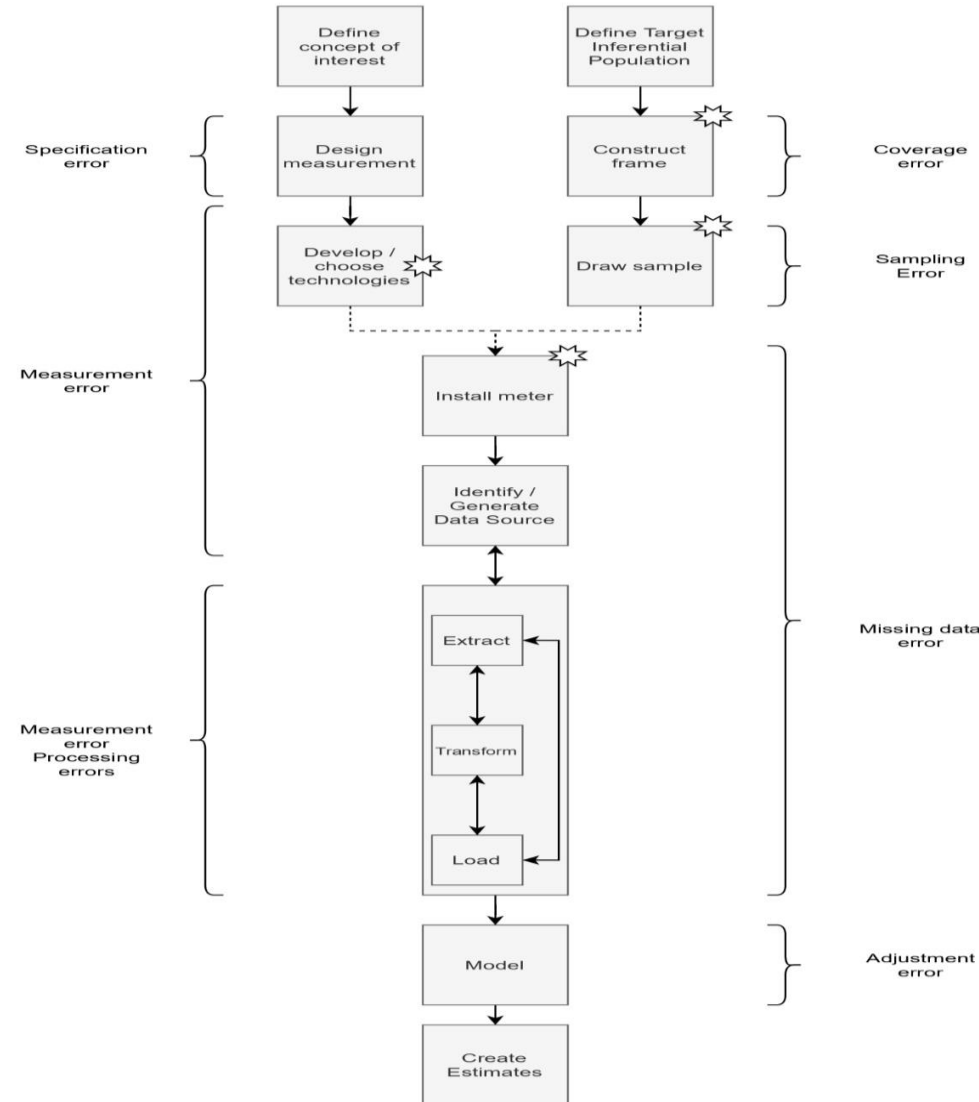 Define
concept of
interest
Define Target
Inferential
Population
Specification
error
Design
measurement
Construct
frame
Coverage
error
Develop /
choose
technologies
Draw sample
Sampling
Error
Measurement
error
Install meter
Identify /
Generate
Data Source
Missing data
error
Measurement
error
Processing
errors
Extract
Transform
Load
Model
Adjustment
error
Create
Estimates